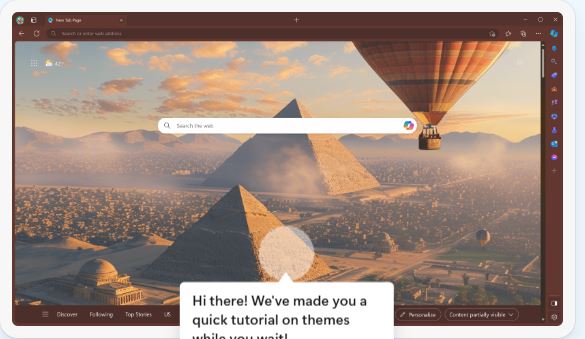 New Tab Page
Search or enter web address
42°
Search the web
Hi there! We've made you a
quick tutorial on themes
while you wait!
Discover
Following
Top Stories
US
Personalize
Content partially visible